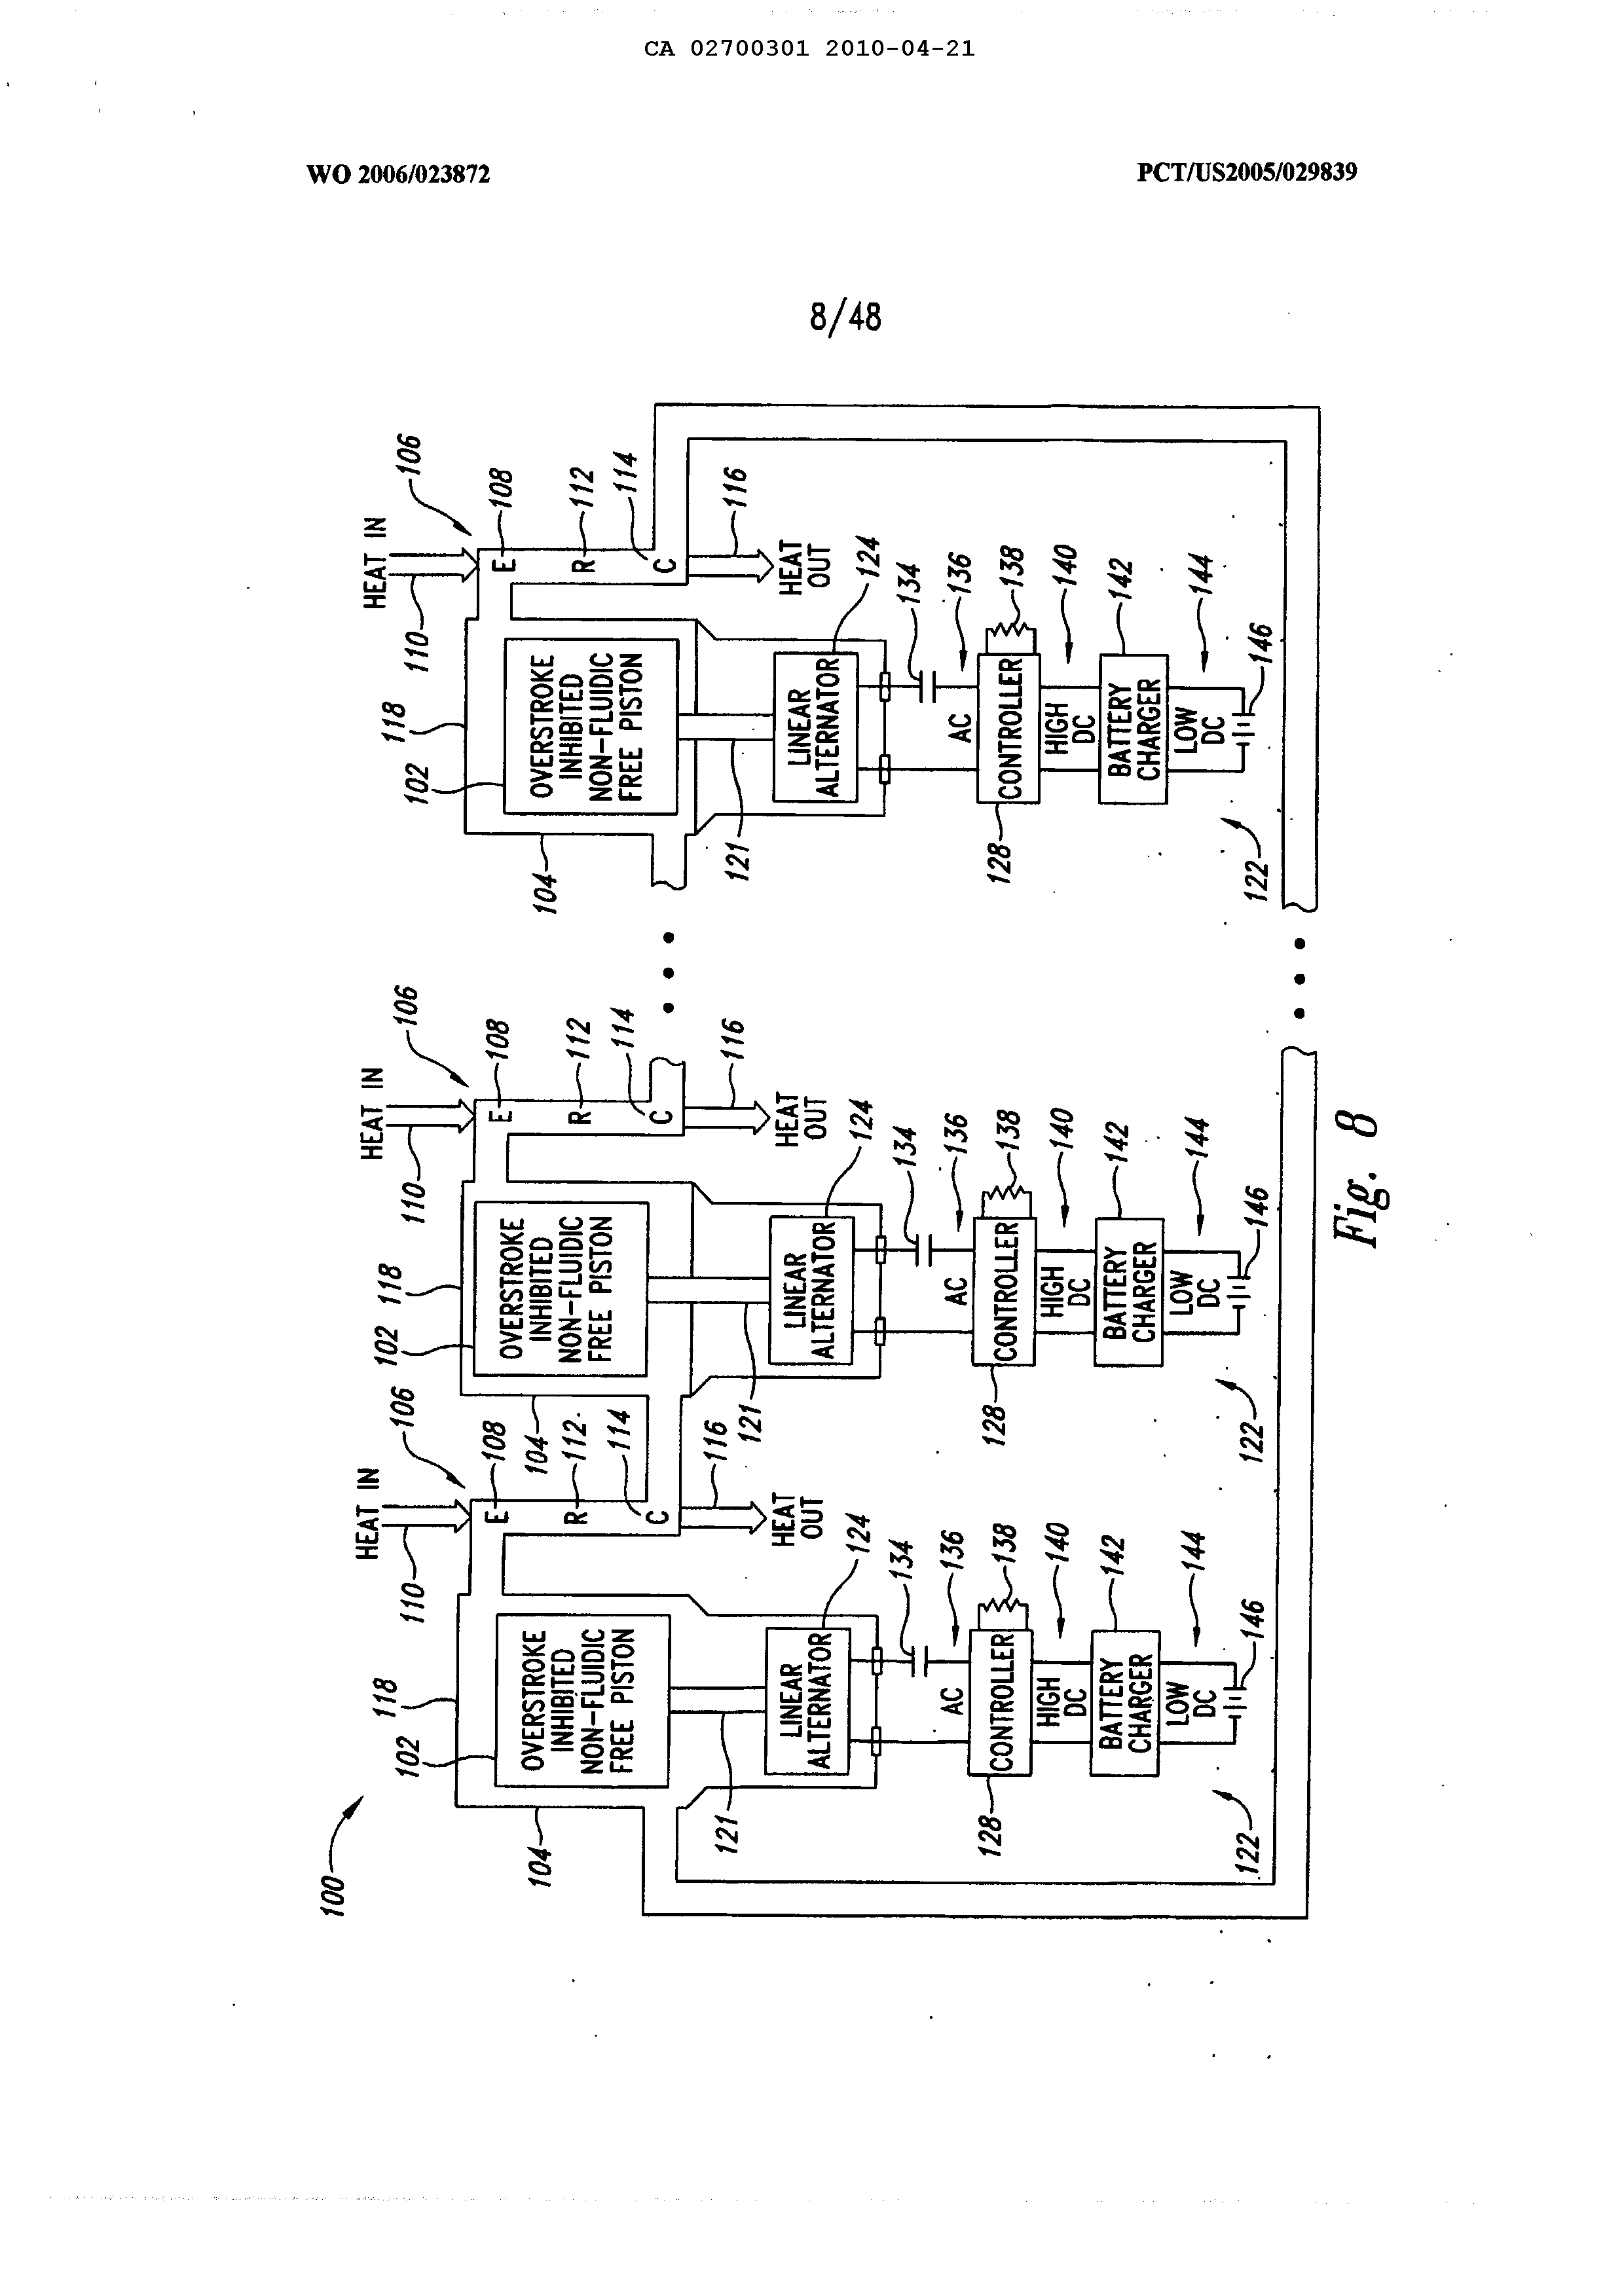 CA 02700301 2010-04-21
WO 2006/023872
PCT/US2005/029839
8/48
100
118
102
104
OVERSTROKE
INHIBITED
NON-FLUIDIC
FREE PISTON
HEAT IN
110
106
E
108
R
112.
C
114
116
HEAT
OUT
121
LINEAR
ALTERNATOR
124
134
AC
136
128
CONTROLLER
138
HIGH
DC
140
BATTERY
CHARGER
142
LOW
DC
144
146
122
118
102
104
OVERSTROKE
INHIBITED
NON-FLUIDIC
FREE PISTON
HEAT IN
110
106
E
108
R
112
C
114
116
HEAT
OUT
121
LINEAR
ALTERNATOR
124
134
AC
136
128
CONTROLLER
138
HIGH
DC
140
BATTERY
CHARGER
142
LOW
DC
144
146
122
118
102
104
OVERSTROKE
INHIBITED
NON-FLUIDIC
FREE PISTON
HEAT IN
110
106
E
108
R
112
C
114
116
HEAT
OUT
121
LINEAR
ALTERNATOR
124
134
AC
136
128
CONTROLLER
138
HIGH
DC
140
BATTERY
CHARGER
142
LOW
DC
144
146
122
Fig. 8